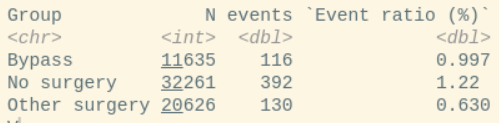 Group N events `Event ratio (%)`
<chr> <int> <dbl> <dbl>
Bypass 11635 116 0.997
No surgery 32261 392 1.22
Other surgery 20626 130 0.630